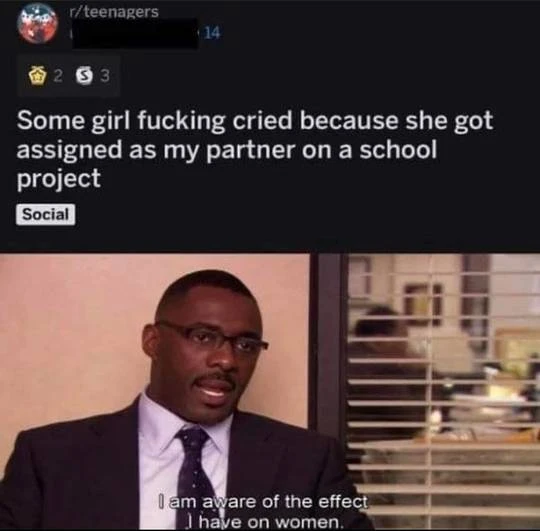 r/teenagers
14
2 3
Some girl fucking cried because she got
assigned as my partner on a school
project
Social
I am aware of the effect
I have on women.